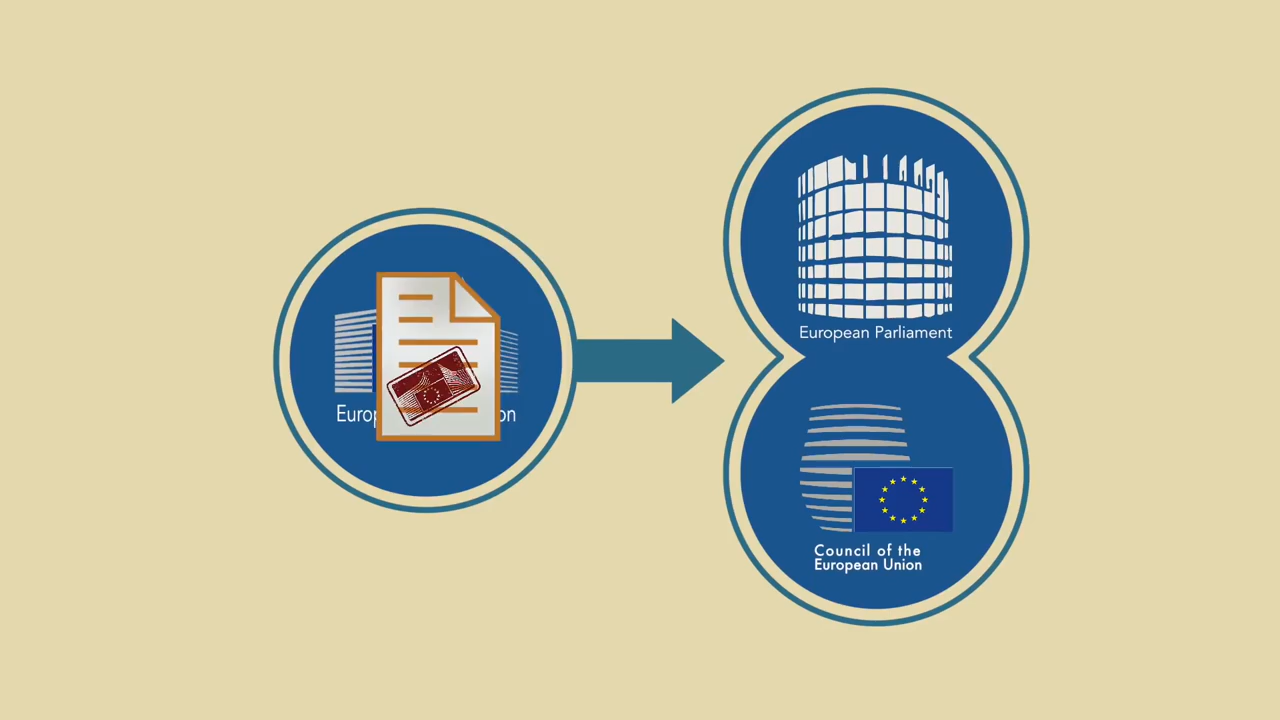 Europ on
European Parliament
Council of the
European Union